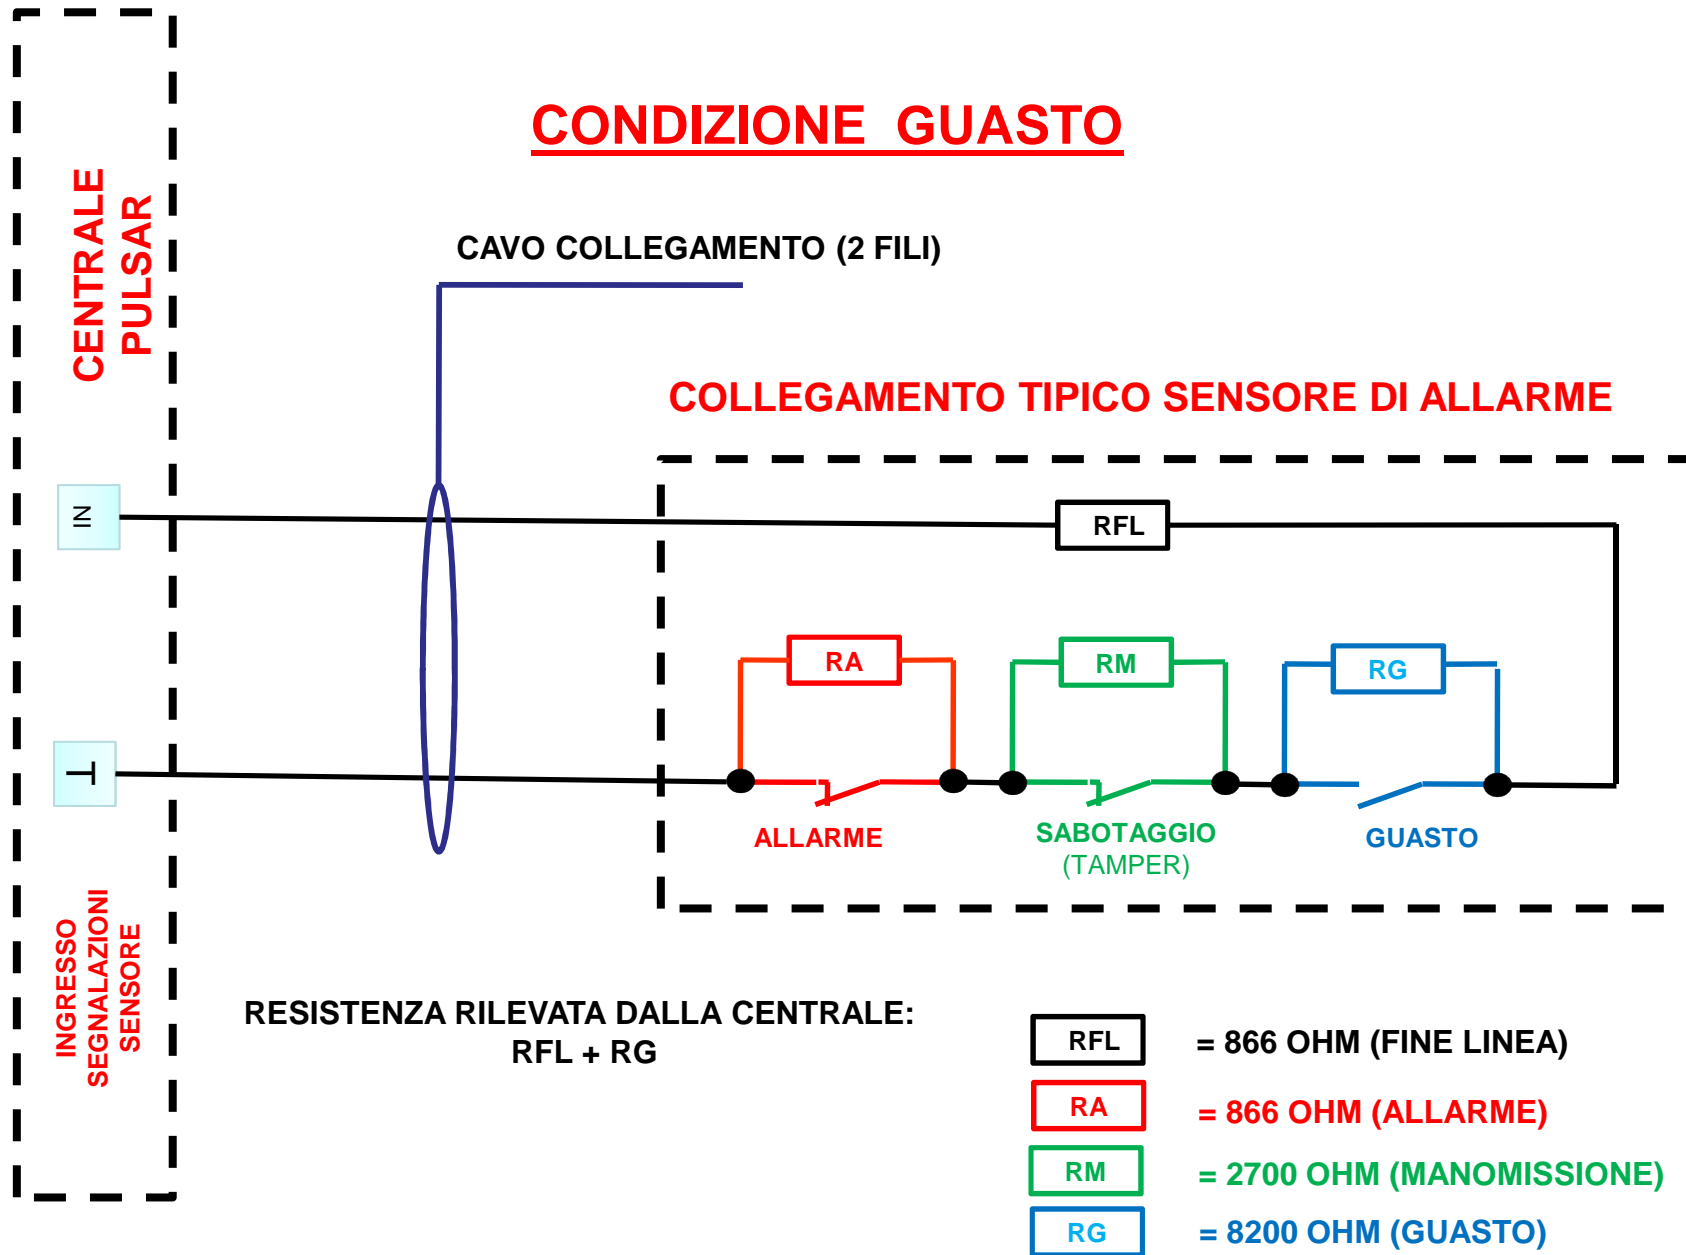 CONDIZIONE GUASTO
CENTRALE
PULSAR
CAVO COLLEGAMENTO (2 FILI)
COLLEGAMENTO TIPICO SENSORE DI ALLARME
IN
RFL
RA
RM
RG
ALLARME
SABOTAGGIO
(TAMPER)
GUASTO
INGRESSO
SEGNALAZIONI
SENSORE
RESISTENZA RILEVATA DALLA CENTRALE:
RFL + RG
RFL = 866 OHM (FINE LINEA)
RA = 866 OHM (ALLARME)
RM = 2700 OHM (MANOMISSIONE)
RG = 8200 OHM (GUASTO)